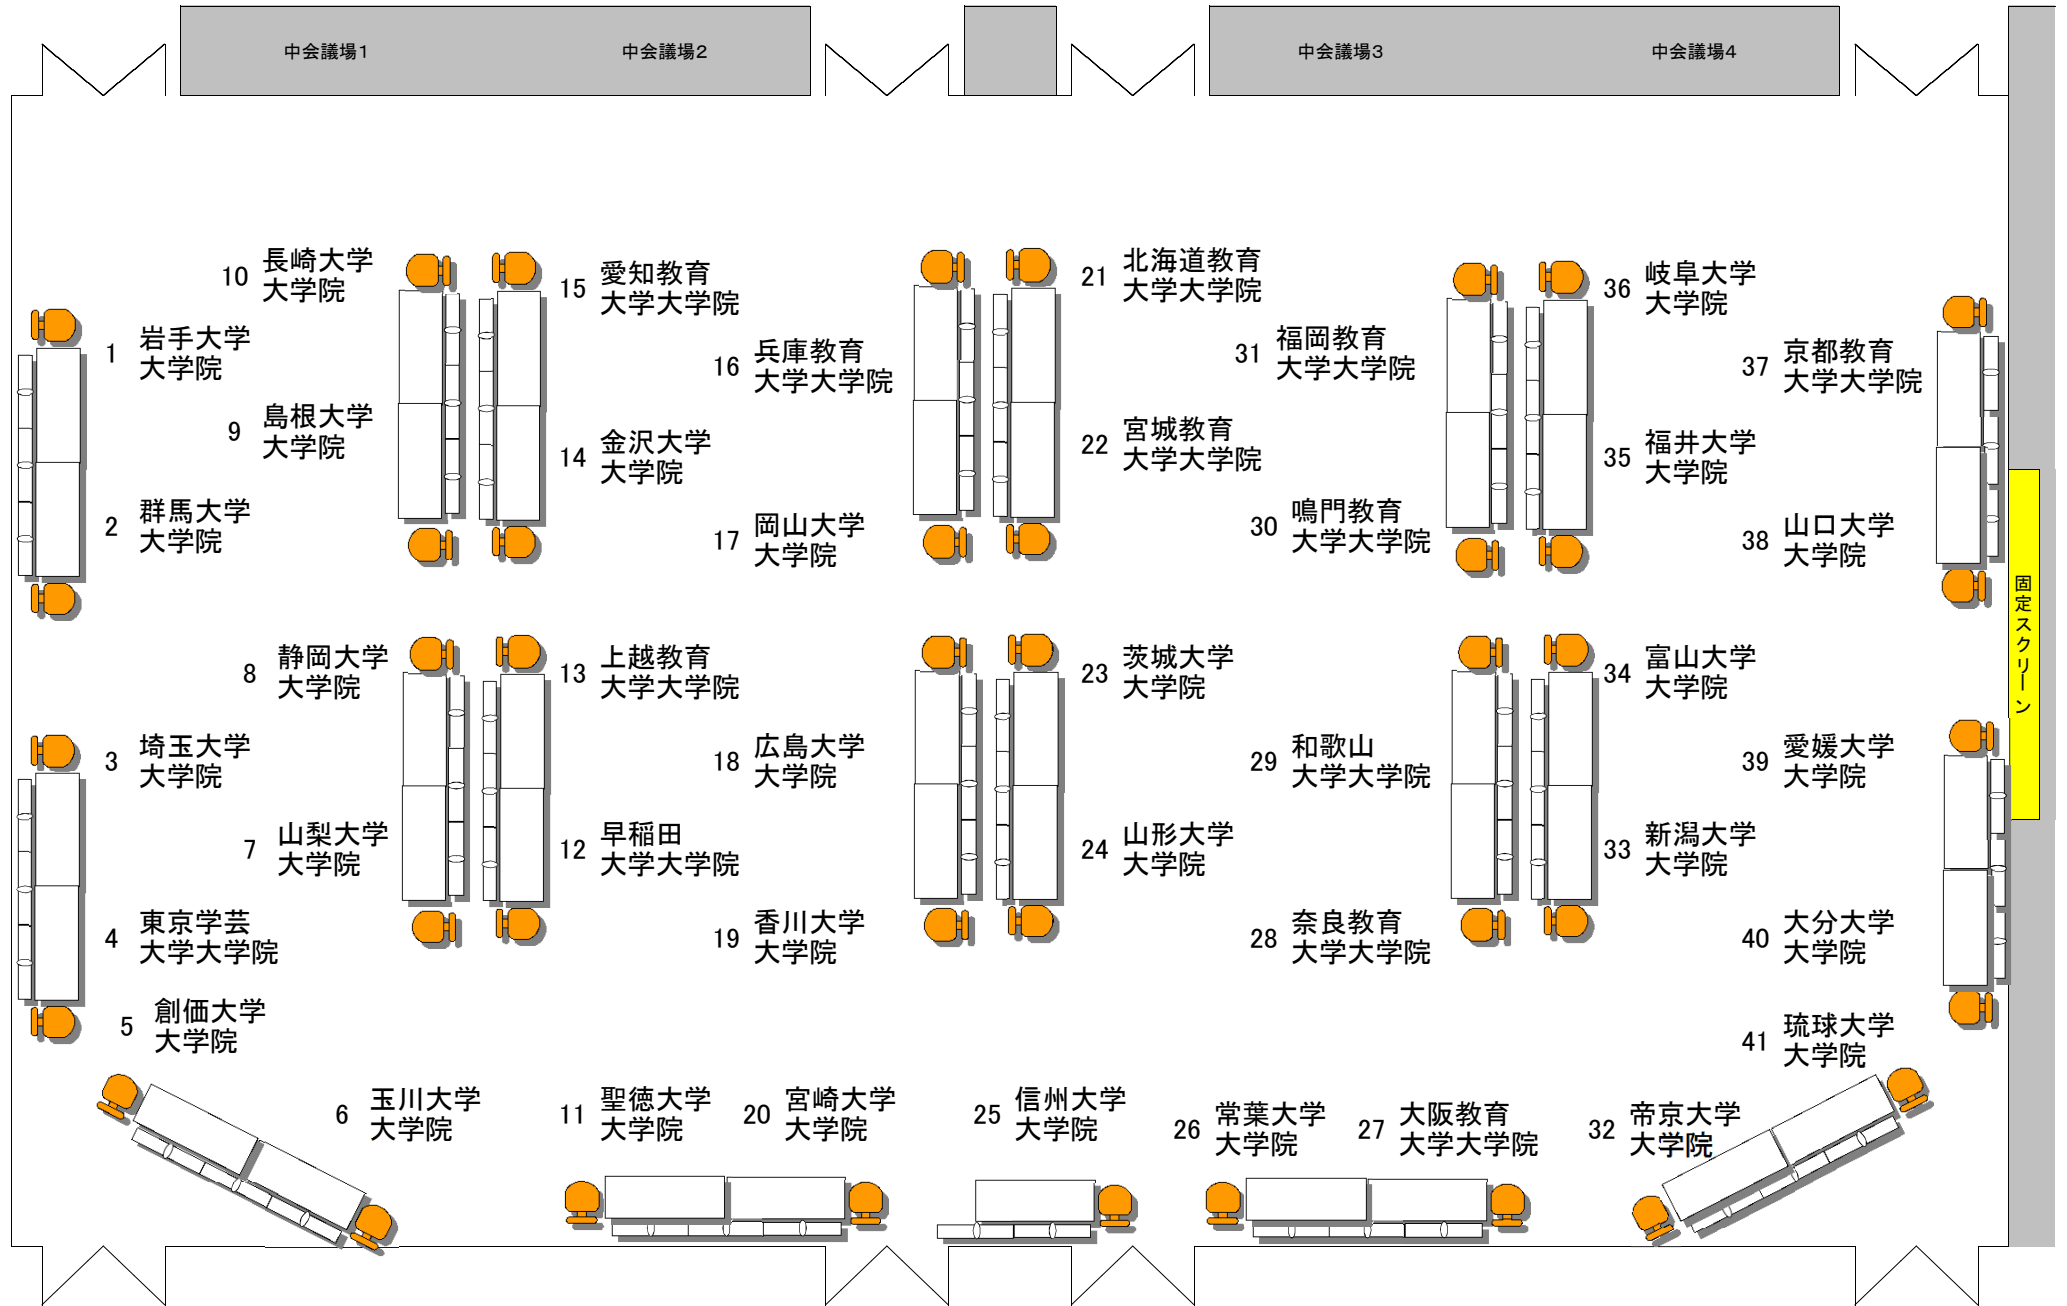 中会議場1
中会議場2
中会議場3
中会議場4
10 長崎大学
大学院
15 愛知教育
大学大学院
21 北海道教育
大学大学院
36 岐阜大学
大学院
1 岩手大学
大学院
16 兵庫教育
大学大学院
31 福岡教育
大学大学院
37 京都教育
大学大学院
9 島根大学
大学院
14 金沢大学
大学院
22 宮城教育
大学大学院
35 福井大学
大学院
2 群馬大学
大学院
17 岡山大学
大学院
30 鳴門教育
大学大学院
38 山口大学
大学院
固定スクリーン
8 静岡大学
大学院
13 上越教育
大学大学院
23 茨城大学
大学院
34 富山大学
大学院
3 埼玉大学
大学院
18 広島大学
大学院
29 和歌山
大学大学院
39 愛媛大学
大学院
7 山梨大学
大学院
12 早稲田
大学大学院
24 山形大学
大学院
33 新潟大学
大学院
4 東京学芸
大学大学院
19 香川大学
大学院
28 奈良教育
大学大学院
40 大分大学
大学院
5 創価大学
大学院
41 琉球大学
大学院
6 玉川大学
大学院
11 聖徳大学
大学院
20 宮崎大学
大学院
25 信州大学
大学院
26 常葉大学
大学院
27 大阪教育
大学大学院
32 帝京大学
大学院